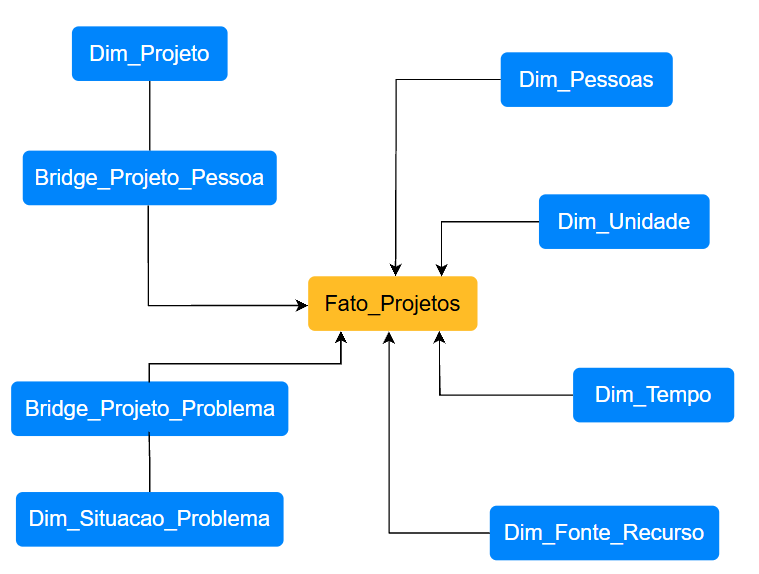 Dim_Projeto
Dim_Pessoas
Bridge_Projeto_Pessoa
Dim_Unidade
Fato_Projetos
Bridge_Projeto_Problema
Dim_Tempo
Dim_Situacao_Problema
Dim_Fonte_Recurso